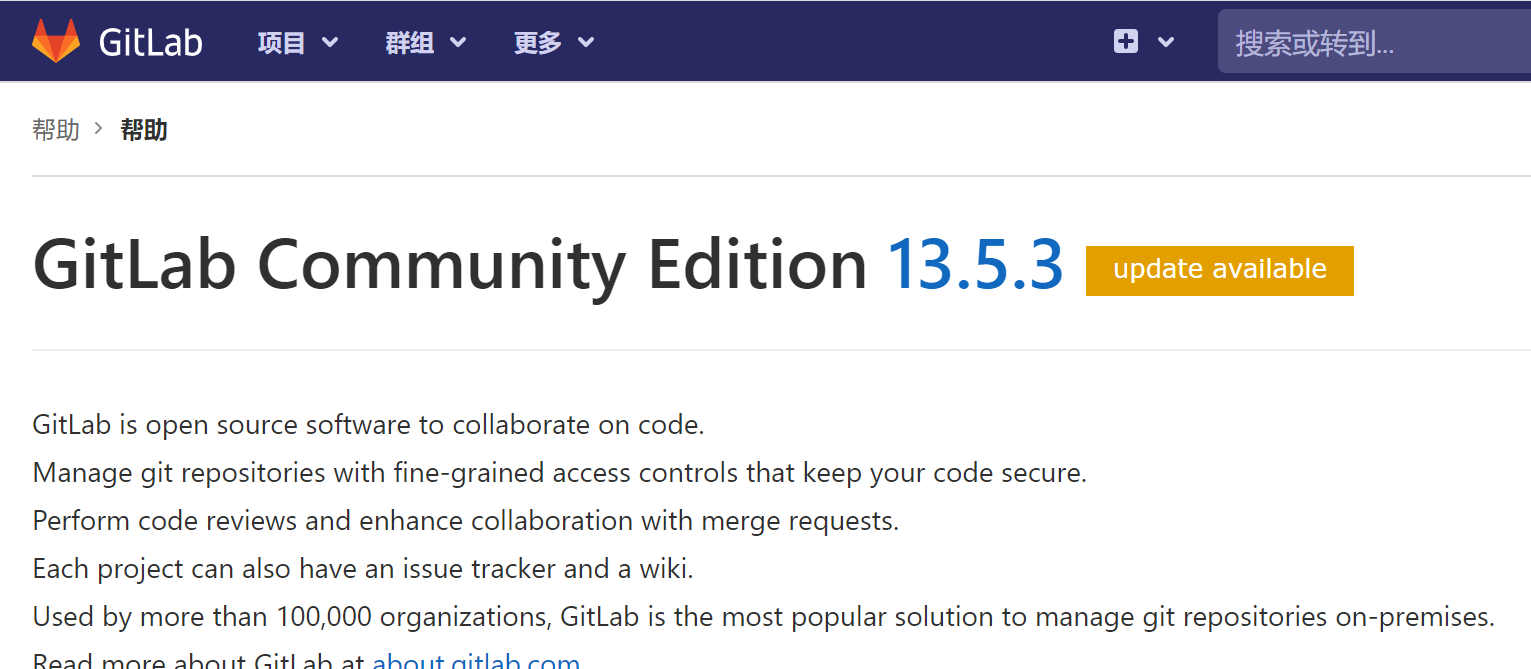 GitLab 项目 群组 更多 搜索或转到...
帮助 > 帮助
GitLab Community Edition 13.5.3 update available
GitLab is open source software to collaborate on code.
Manage git repositories with fine-grained access controls that keep your code secure.
Perform code reviews and enhance collaboration with merge requests.
Each project can also have an issue tracker and a wiki.
Used by more than 100,000 organizations, GitLab is the most popular solution to manage git repositories on-premises.
Read more about GitLab at about.gitlab.com